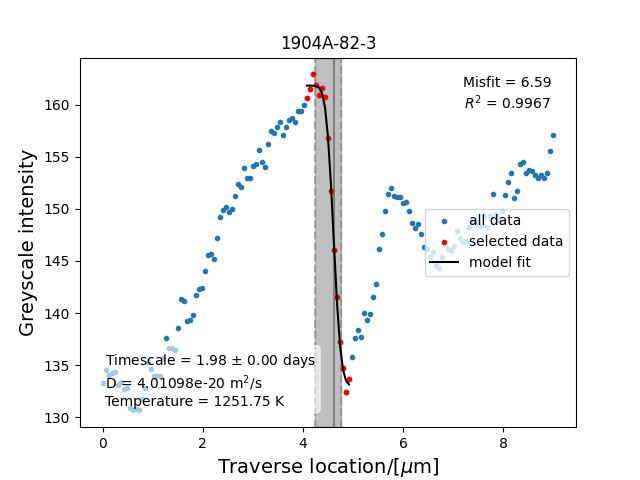 1904A-82-3
Misfit = 6.59
R² = 0.9967
160
155
150
145
140
135
130
Greyscale intensity
all data
selected data
model fit
Timescale = 1.98 ± 0.00 days
D = 4.01098e-20 m²/s
Temperature = 1251.75 K
0 2 4 6 8
Traverse location/[μm]